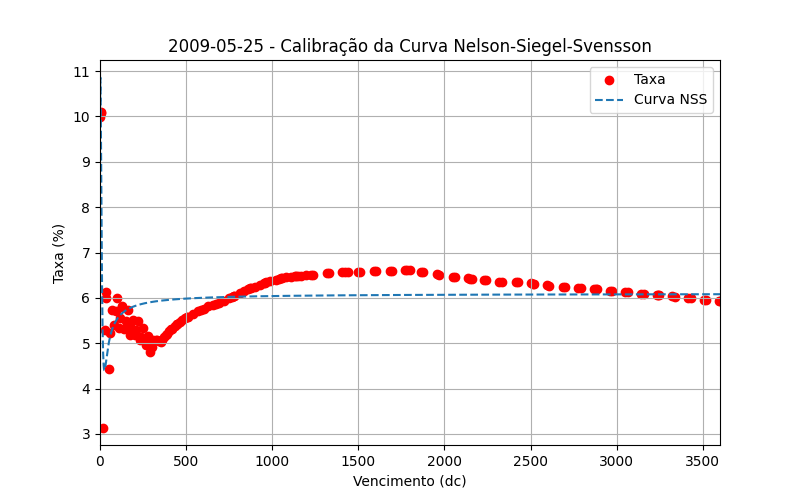 2009-05-25 - Calibração da Curva Nelson-Siegel-Svensson
Taxa
Curva NSS
Taxa (%)
11
10
9
8
7
6
5
4
3
0 500 1000 1500 2000 2500 3000 3500
Vencimento (dc)